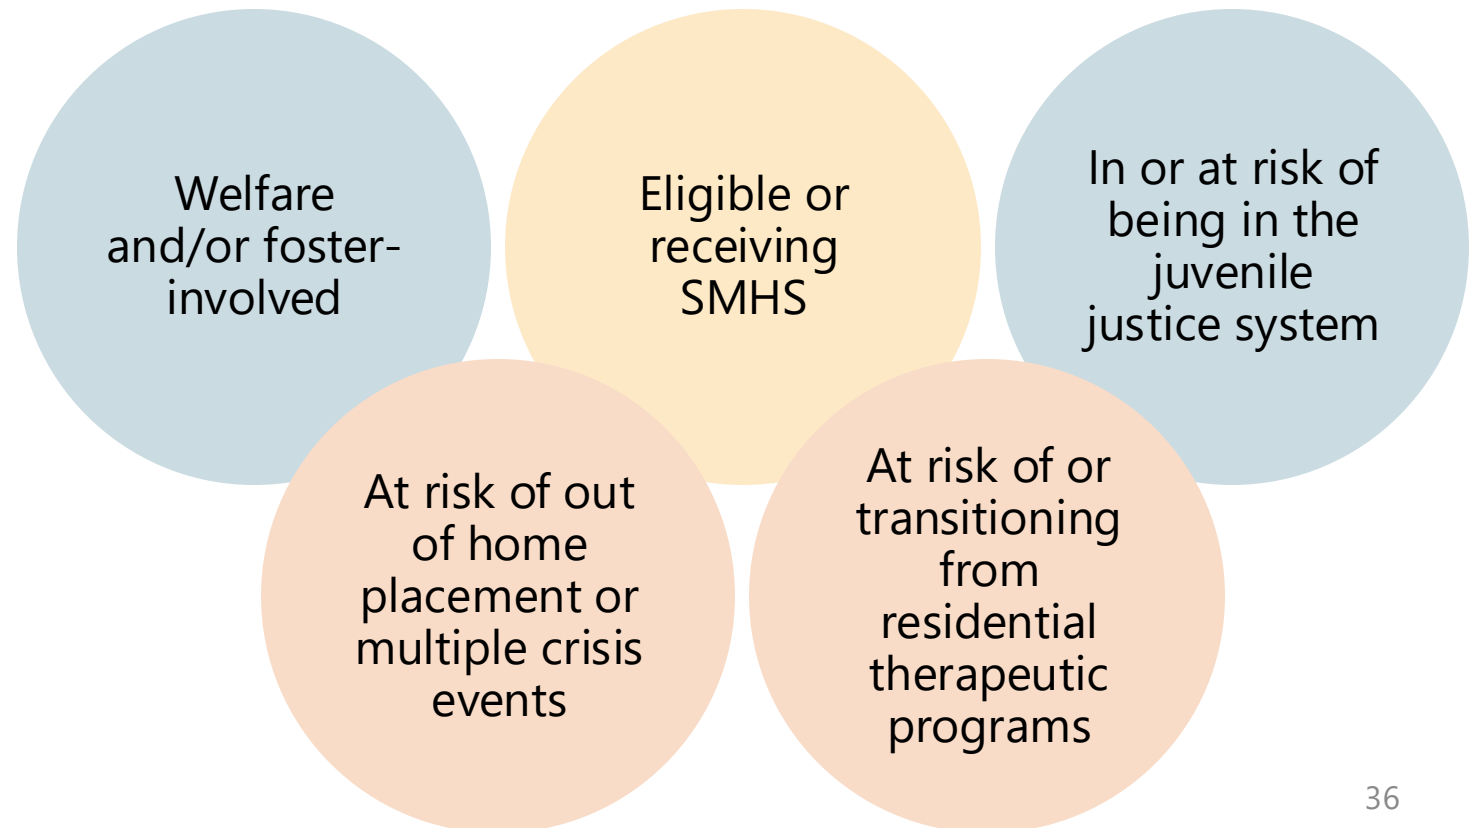 Welfare
and/or foster-
involved
Eligible or
receiving
SMHS
In or at risk of
being in the
juvenile
justice system
At risk of out
of home
placement or
multiple crisis
events
At risk of or
transitioning
from
residential
therapeutic
programs
36